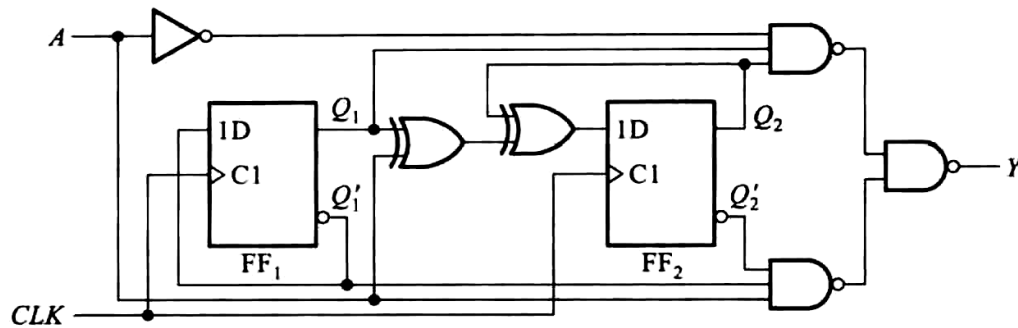 A
Q₁
Q₂
1D
C1
Q₁′
FF₁
1D
C1
Q₂′
FF₂
Y
CLK